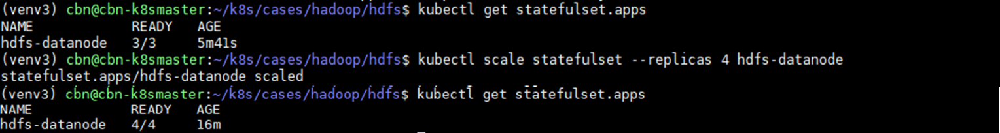 (venv3) cbn@cbn-k8smaster:~/k8s/cases/hadoop/hdfs$ kubectl get statefulset.apps
NAME            READY   AGE
hdfs-datanode   3/3     5m41s
(venv3) cbn@cbn-k8smaster:~/k8s/cases/hadoop/hdfs$ kubectl scale statefulset --replicas 4 hdfs-datanode
statefulset.apps/hdfs-datanode scaled
(venv3) cbn@cbn-k8smaster:~/k8s/cases/hadoop/hdfs$ kubectl get statefulset.apps
NAME            READY   AGE
hdfs-datanode   4/4     16m